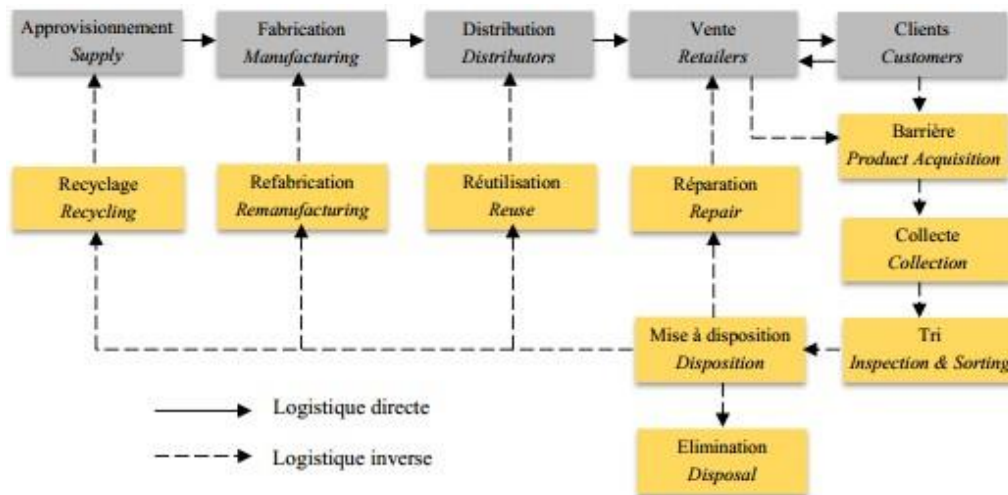 Approvisionnement
Supply
Fabrication
Manufacturing
Distribution
Distributors
Vente
Retailers
Clients
Customers
Barrière
Product Acquisition
Recyclage
Recycling
Refabrication
Remanufacturing
Réutilisation
Reuse
Réparation
Repair
Collecte
Collection
Mise à disposition
Disposition
Tri
Inspection & Sorting
Logistique directe
Logistique inverse
Elimination
Disposal